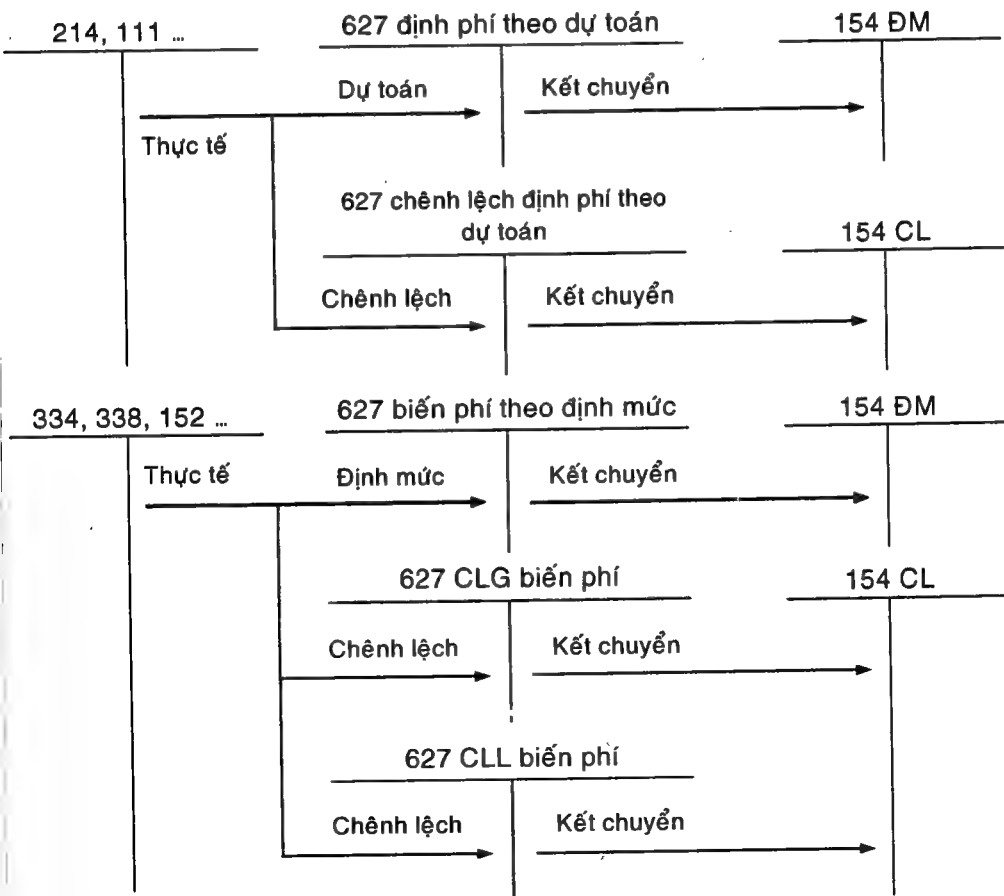 214, 111 ...
627 định phí theo dự toán
154 ĐM
Dự toán
Kết chuyển
Thực tế
627 chênh lệch định phí theo
dự toán
154 CL
Chênh lệch
Kết chuyển
334, 338, 152 ...
627 biến phí theo định mức
154 ĐM
Thực tế
Định mức
Kết chuyển
627 CLG biến phí
154 CL
Chênh lệch
Kết chuyển
627 CLL biến phí
Chênh lệch
Kết chuyển